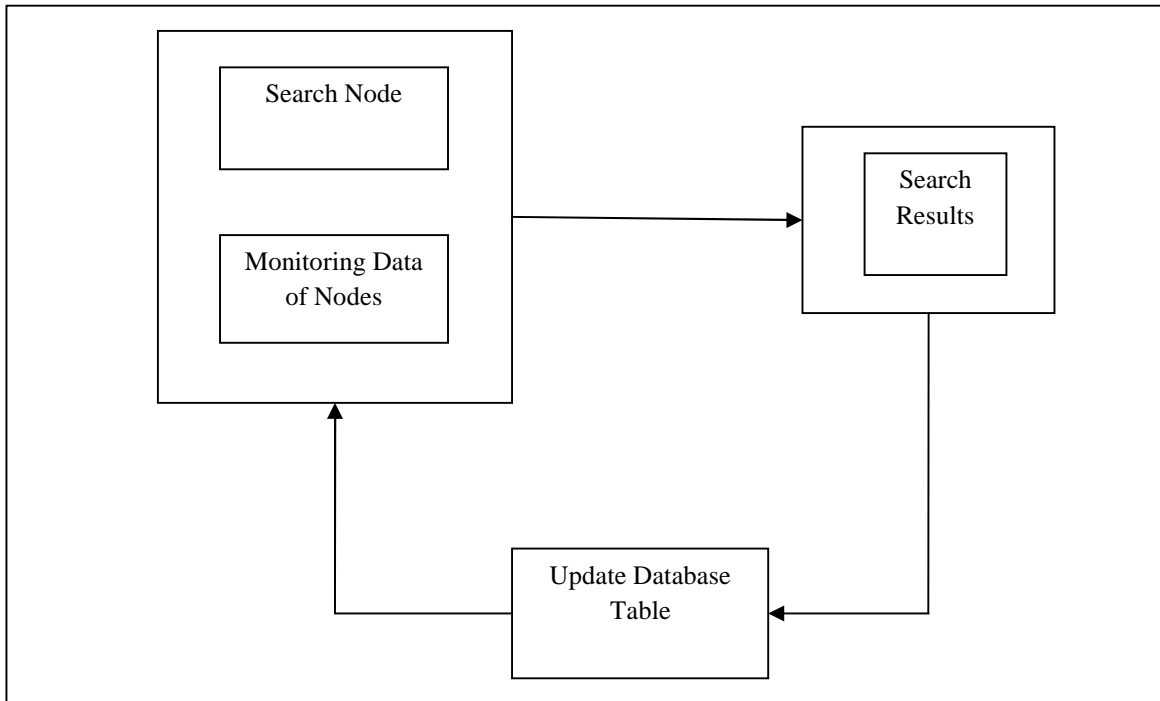 Search Node
Monitoring Data
of Nodes
Search
Results
Update Database
Table